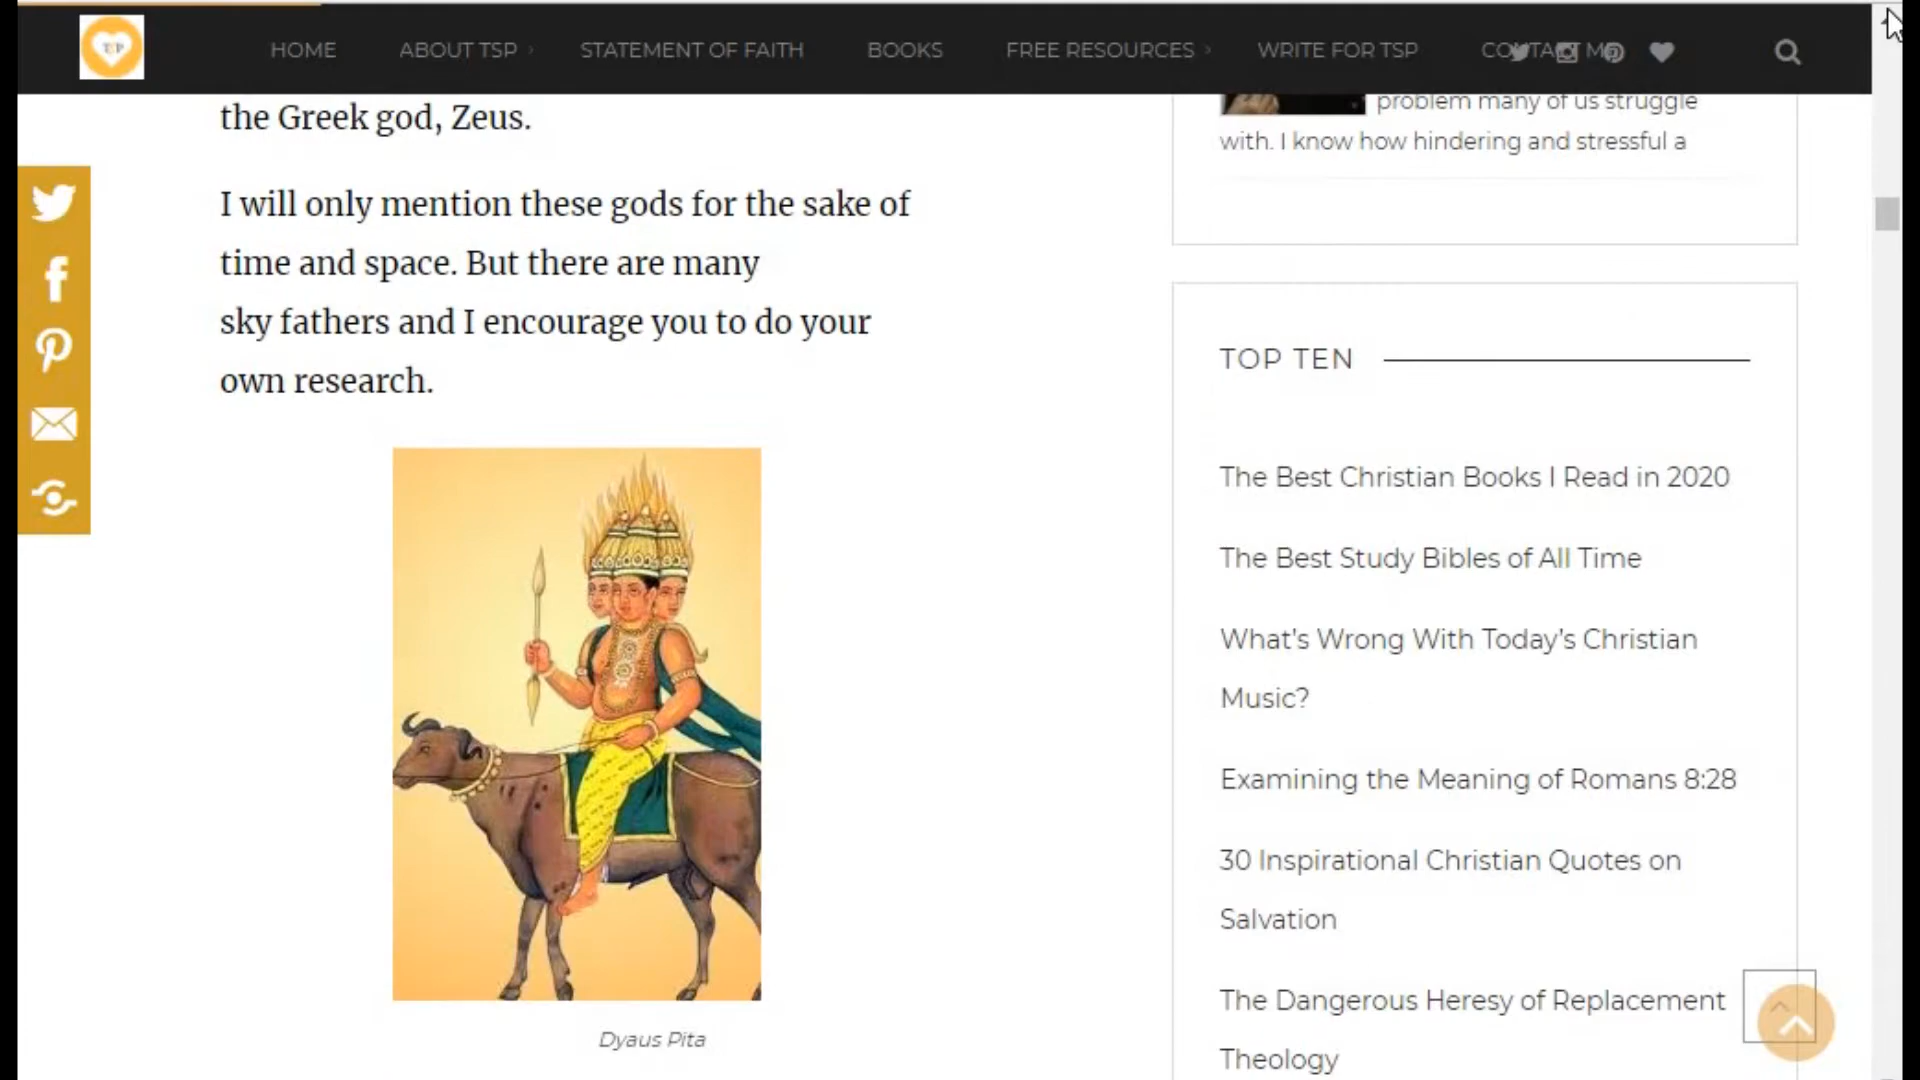 TSP
HOME
ABOUT TSP
STATEMENT OF FAITH
BOOKS
FREE RESOURCES
WRITE FOR TSP
CONTACT ME
the Greek god, Zeus.
I will only mention these gods for the sake of
time and space. But there are many
sky fathers and I encourage you to do your
own research.
Dyaus Pita
problem many of us struggle
with. I know how hindering and stressful a
TOP TEN
The Best Christian Books I Read in 2020
The Best Study Bibles of All Time
What's Wrong With Today's Christian
Music?
Examining the Meaning of Romans 8:28
30 Inspirational Christian Quotes on
Salvation
The Dangerous Heresy of Replacement
Theology